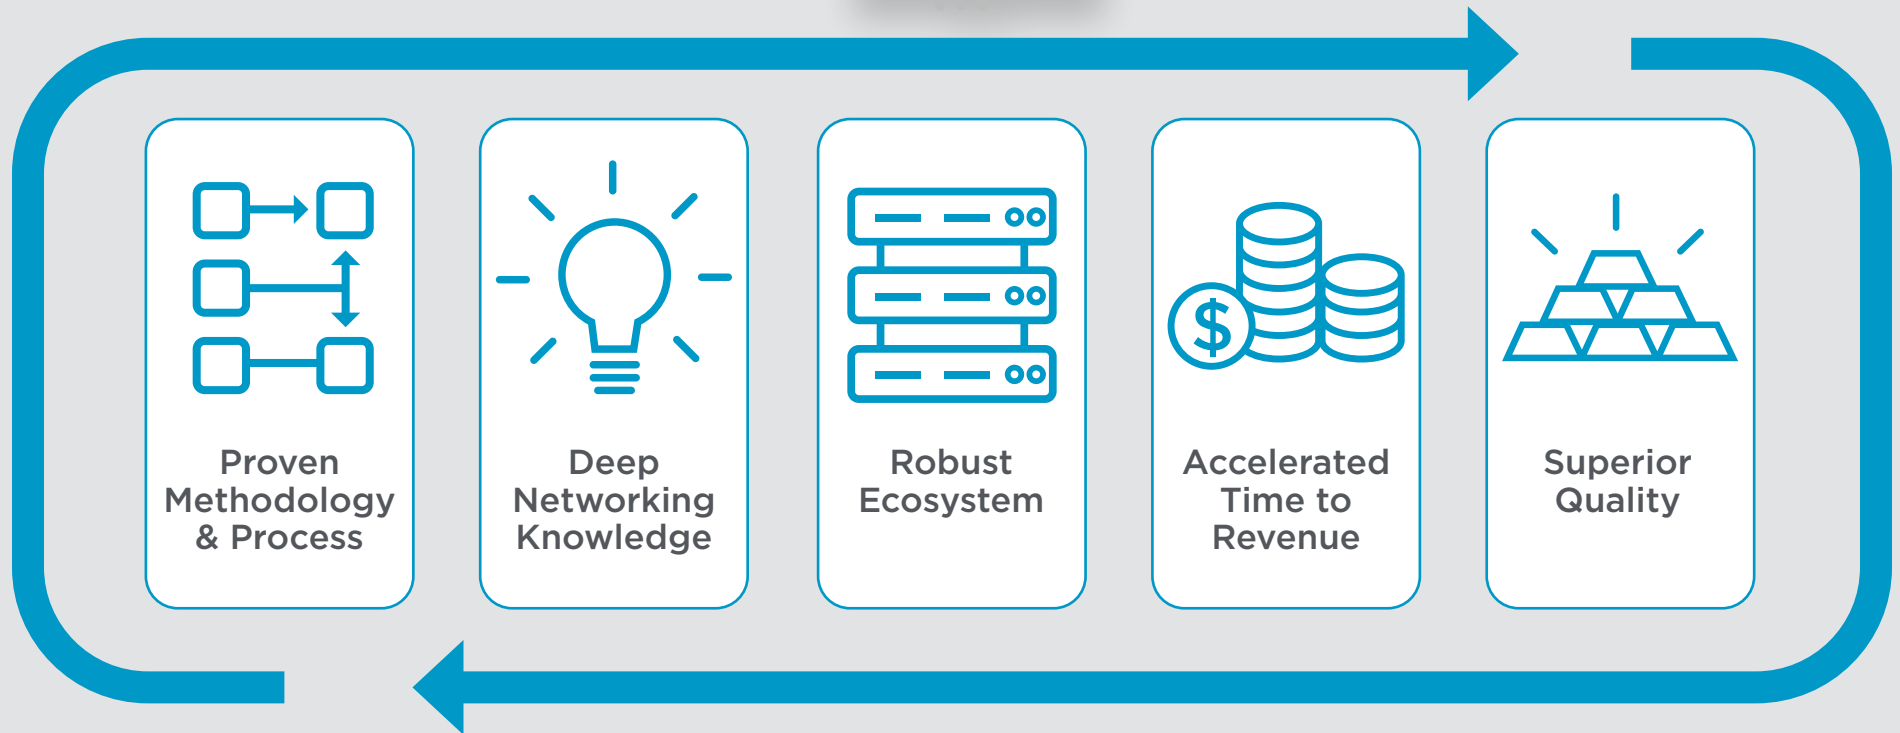 Proven
Methodology
& Process
Deep
Networking
Knowledge
Robust
Ecosystem
$
Accelerated
Time to
Revenue
Superior
Quality